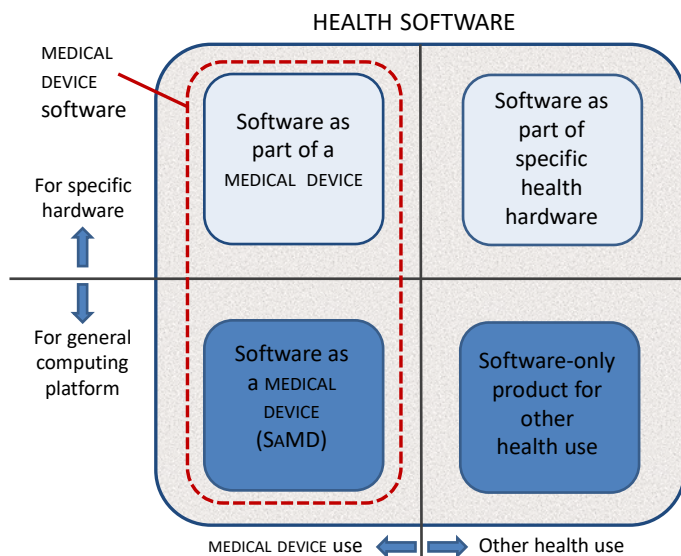 HEALTH SOFTWARE
MEDICAL
DEVICE
software
Software as
part of a
MEDICAL DEVICE
Software as
part of
specific
health
hardware
For specific
hardware
For general
computing
platform
Software as
a MEDICAL
DEVICE
(SAMD)
Software-only
product for
other
health use
MEDICAL DEVICE use
Other health use